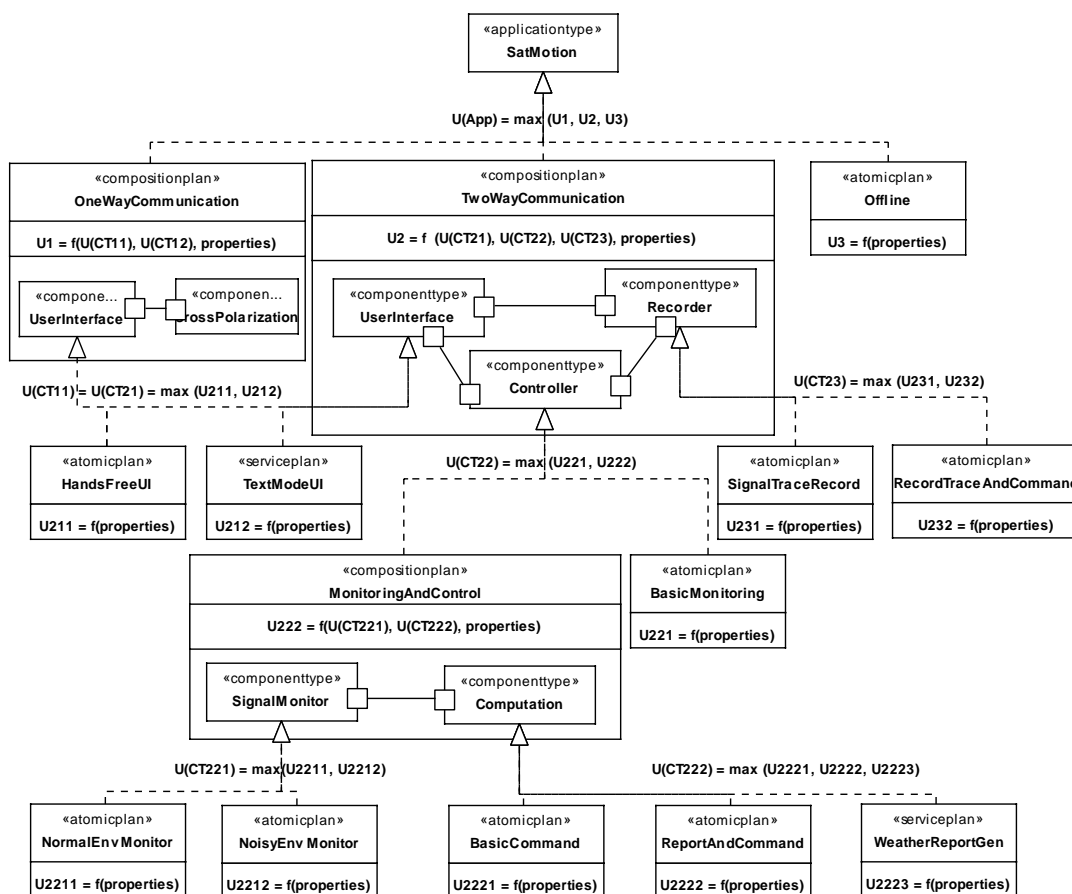 «applicationtype»
SatMotion
U(App) = max (U1, U2, U3)
«compositionplan»
OneWayCommunication
U1 = f(U(CT11), U(CT12), properties)
«compone...
UserInterface
«componen...
rossPolarization
«compositionplan»
TwoWayCommunication
U2 = f (U(CT21), U(CT22), U(CT23), properties)
«componenttype»
UserInterface
«componenttype»
Recorder
«componenttype»
Controller
«atomicplan»
Offline
U3 = f(properties)
U(CT11) = U(CT21) = max (U211, U212)
U(CT23) = max (U231, U232)
U(CT22) = max (U221, U222)
«atomicplan»
HandsFreeUI
U211 = f(properties)
«serviceplan»
TextModeUI
U212 = f(properties)
«atomicplan»
SignalTraceRecord
U231 = f(properties)
«atomicplan»
RecordTraceAndCommand
U232 = f(properties)
«compositionplan»
MonitoringAndControl
U222 = f(U(CT221), U(CT222), properties)
«componenttype»
SignalMonitor
«componenttype»
Computation
«atomicplan»
BasicMonitoring
U221 = f(properties)
U(CT221) = max(U2211, U2212)
U(CT222) = max (U2221, U2222, U2223)
«atomicplan»
NormalEnvMonitor
U2211 = f(properties)
«atomicplan»
NoisyEnvMonitor
U2212 = f(properties)
«atomicplan»
BasicCommand
U2221 = f(properties)
«atomicplan»
ReportAndCommand
U2222 = f(properties)
«serviceplan»
WeatherReportGen
U2223 = f(properties)